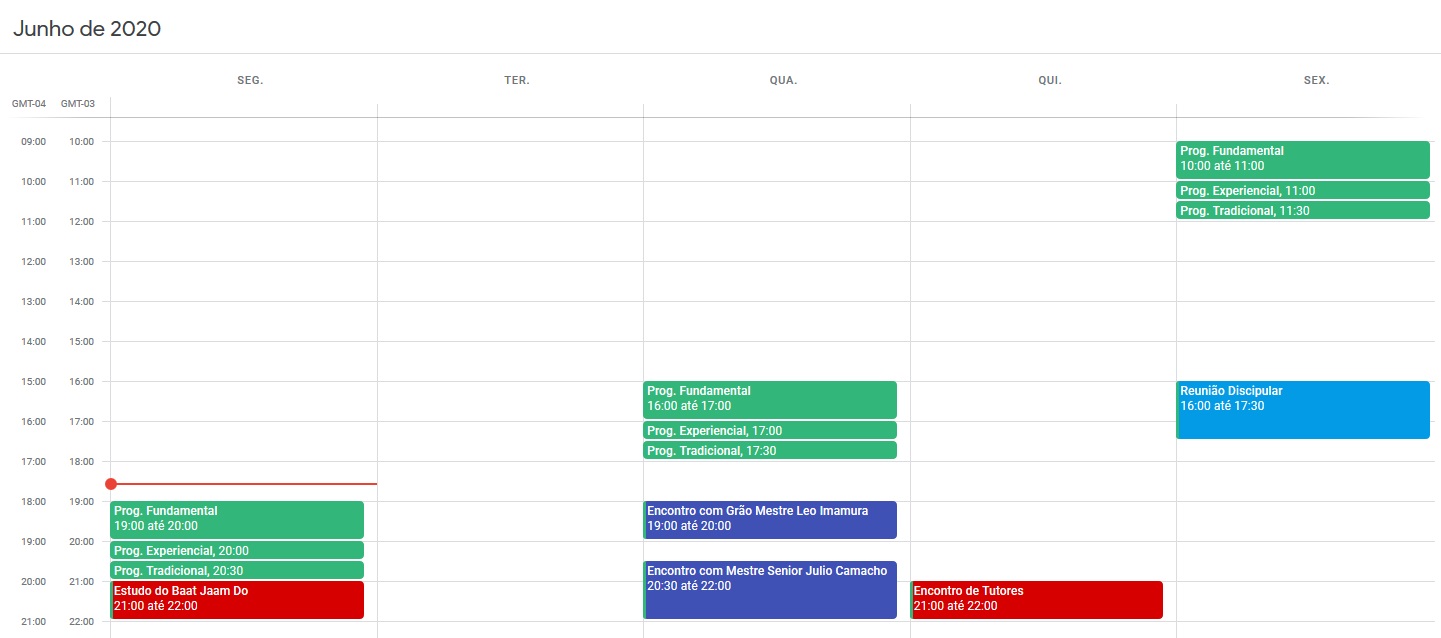 Junho de 2020
SEG. TER. QUA. QUI. SEX.
GMT-04 GMT-03
09:00 10:00
10:00 11:00
11:00 12:00
12:00 13:00
13:00 14:00
14:00 15:00
15:00 16:00
16:00 17:00
17:00 18:00
18:00 19:00
19:00 20:00
20:00 21:00
21:00 22:00
Prog. Fundamental
19:00 até 20:00
Prog. Experiencial, 20:00
Prog. Tradicional, 20:30
Estudo do Baat Jaam Do
21:00 até 22:00
Prog. Fundamental
16:00 até 17:00
Prog. Experiencial, 17:00
Prog. Tradicional, 17:30
Encontro com Grão Mestre Leo Imamura
19:00 até 20:00
Encontro com Mestre Senior Julio Camacho
20:30 até 22:00
Encontro de Tutores
21:00 até 22:00
Prog. Fundamental
10:00 até 11:00
Prog. Experiencial, 11:00
Prog. Tradicional, 11:30
Reunião Discipular
16:00 até 17:30